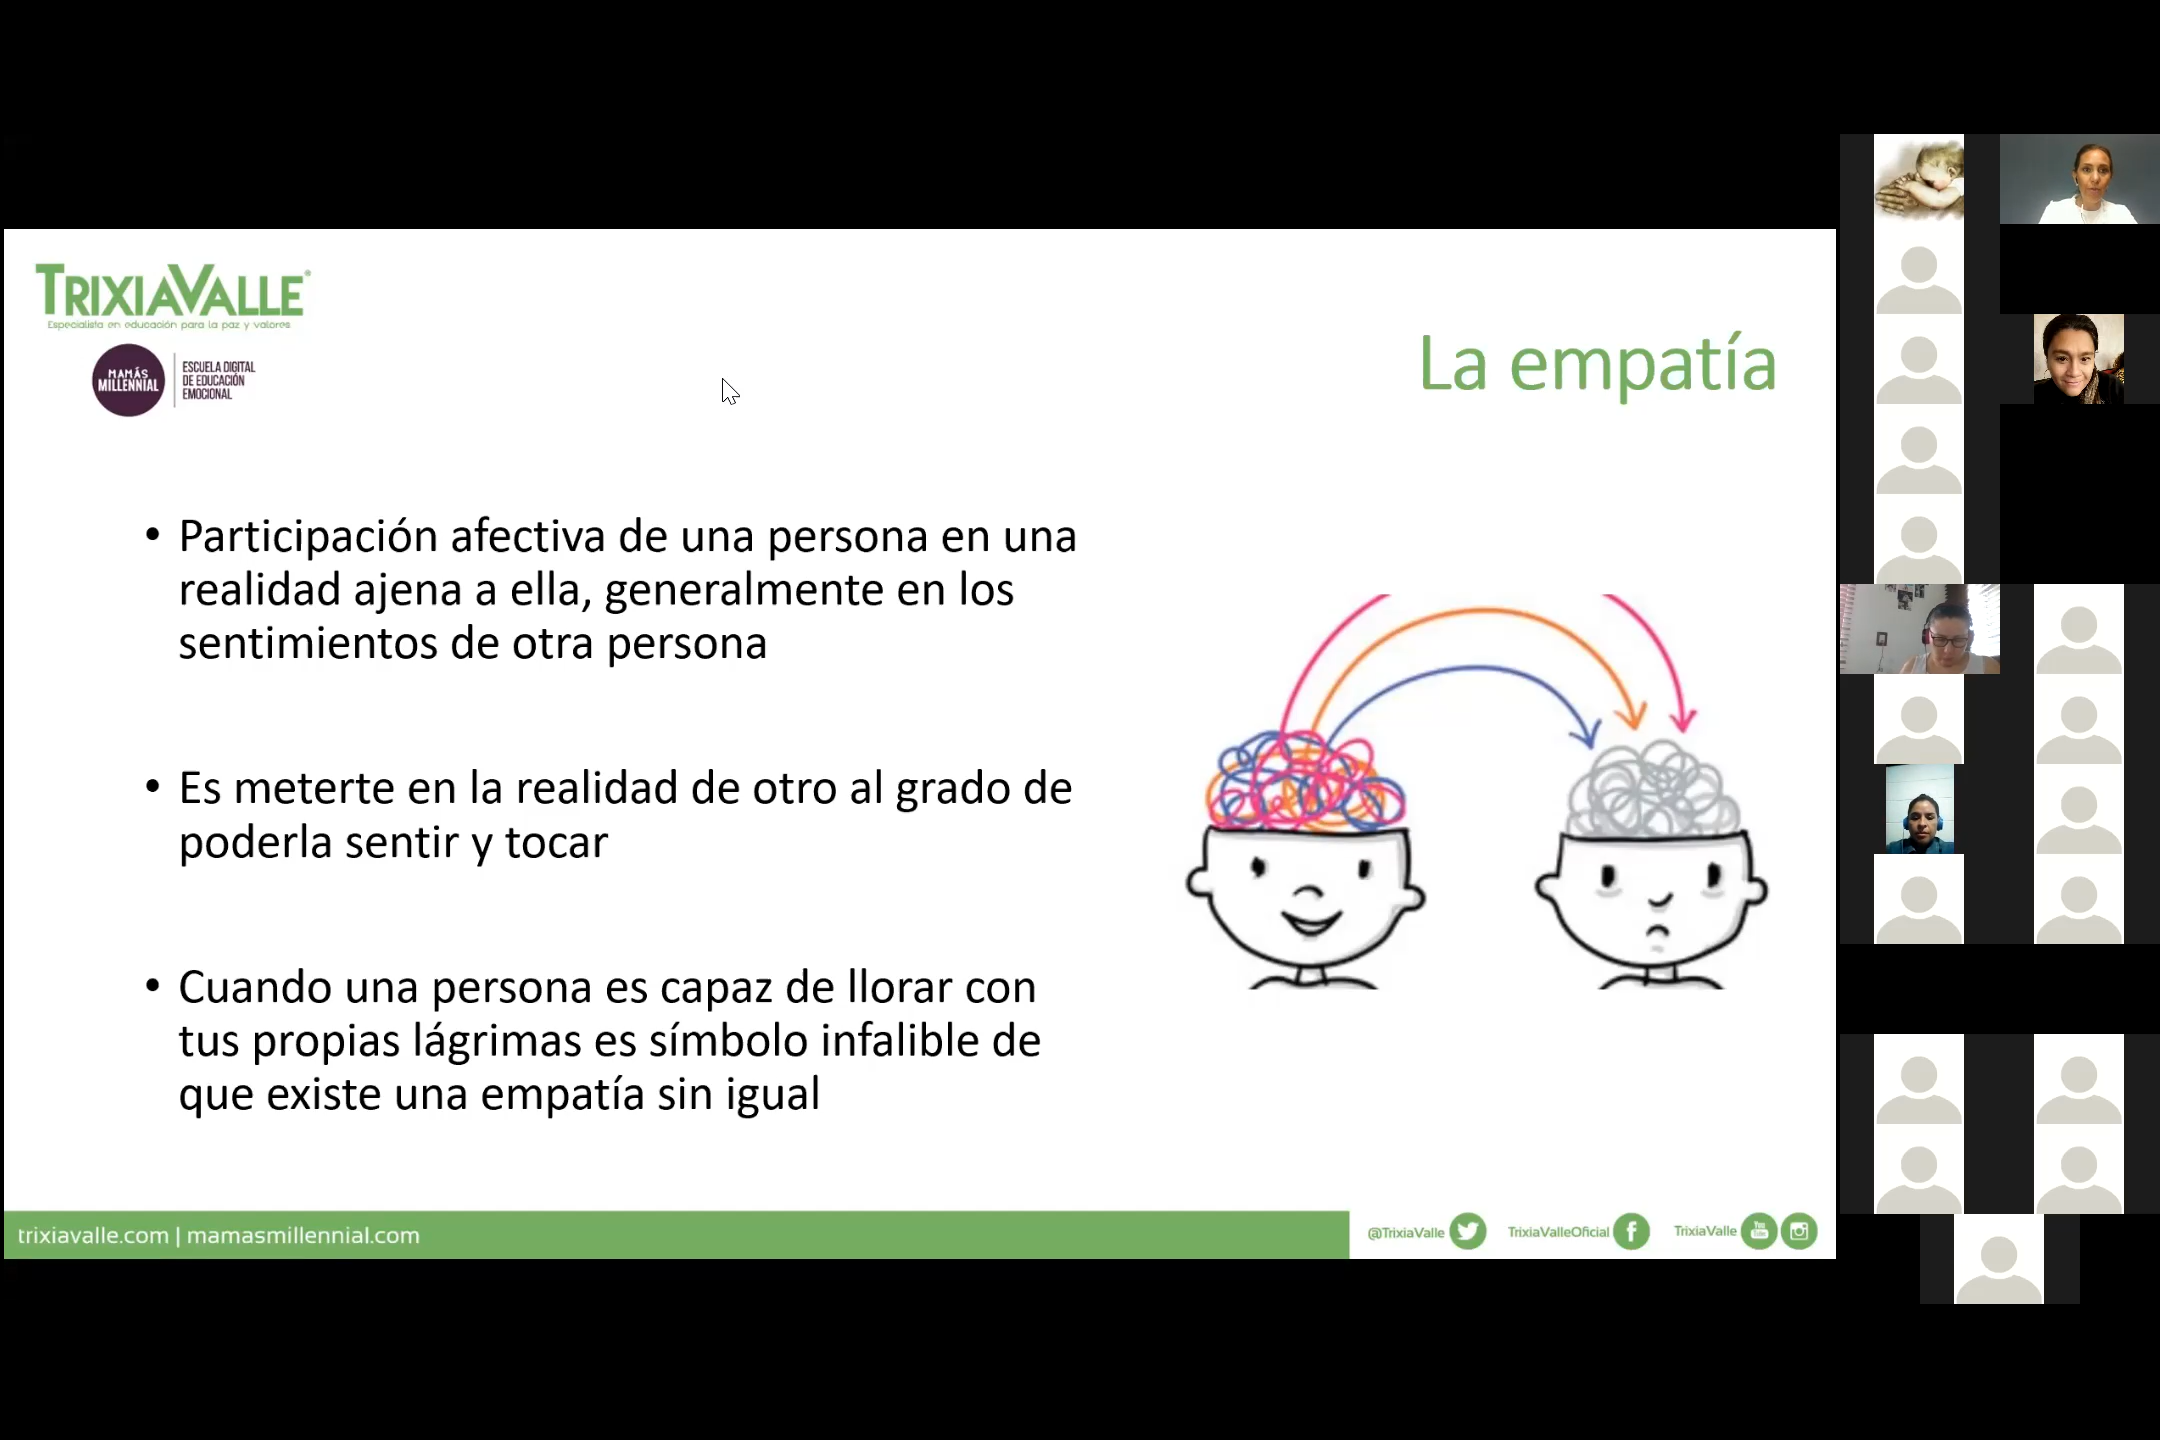 TRIXIAVALLE®
Especialista en educación para la paz y valores
MAMÁS
MILLENNIAL
ESCUELA DIGITAL
DE EDUCACIÓN
EMOCIONAL
La empatía
• Participación afectiva de una persona en una
realidad ajena a ella, generalmente en los
sentimientos de otra persona
• Es meterte en la realidad de otro al grado de
poderla sentir y tocar
• Cuando una persona es capaz de llorar con
tus propias lágrimas es símbolo infalible de
que existe una empatía sin igual
trixiavalle.com | mamasmillennial.com
@TrixiaValle
TrixiaValleOficial
TrixiaValle
You
Tube